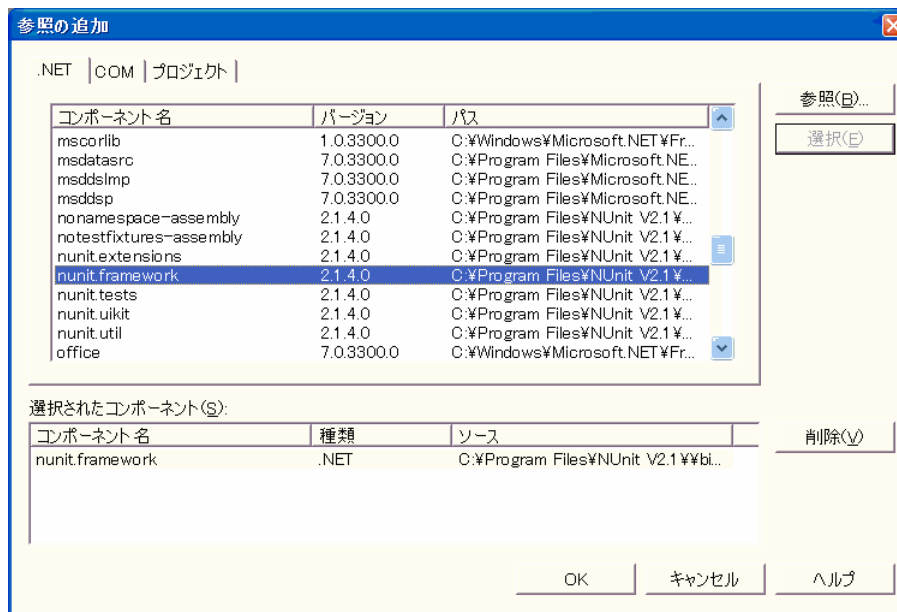 参照の追加
.NET COM プロジェクト
参照(B)...
選択(E)
コンポーネント名 バージョン パス
mscorlib 1.0.3300.0 C:¥Windows¥Microsoft.NET¥Fr...
msdatasrc 7.0.3300.0 C:¥Program Files¥Microsoft.NE...
msddslmp 7.0.3300.0 C:¥Program Files¥Microsoft.NE...
msddsp 7.0.3300.0 C:¥Program Files¥Microsoft.NE...
nonamespace-assembly 2.1.4.0 C:¥Program Files¥NUnit V2.1¥...
notestfixtures-assembly 2.1.4.0 C:¥Program Files¥NUnit V2.1¥...
nunit.extensions 2.1.4.0 C:¥Program Files¥NUnit V2.1¥...
nunit.framework 2.1.4.0 C:¥Program Files¥NUnit V2.1¥...
nunit.tests 2.1.4.0 C:¥Program Files¥NUnit V2.1¥...
nunit.uikit 2.1.4.0 C:¥Program Files¥NUnit V2.1¥...
nunit.util 2.1.4.0 C:¥Program Files¥NUnit V2.1¥...
office 7.0.3300.0 C:¥Windows¥Microsoft.NET¥Fr...
選択されたコンポーネント(S):
コンポーネント名 種類 ソース
nunit.framework .NET C:¥Program Files¥NUnit V2.1¥¥bi...
削除(V)
OK キャンセル ヘルプ